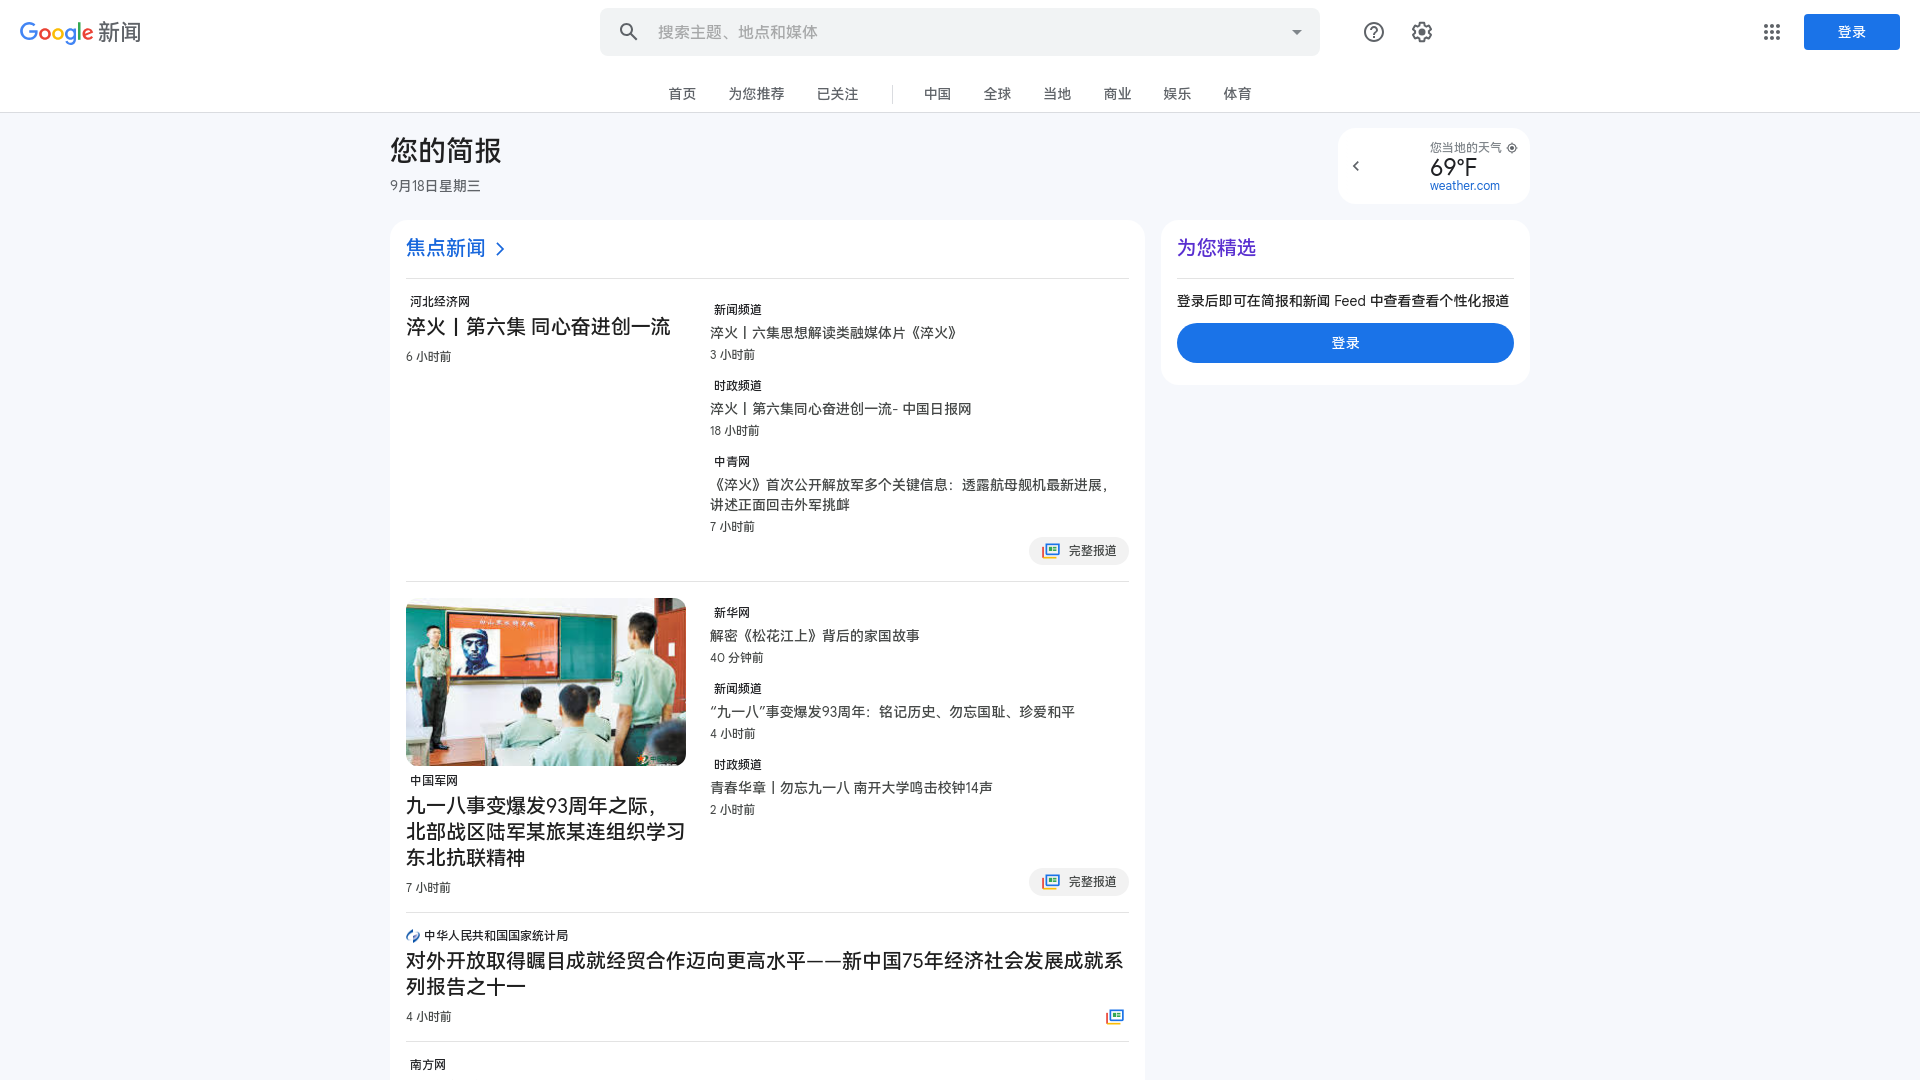 Google 新闻
搜索主题、地点和媒体
登录
首页
为您推荐
已关注
中国
全球
当地
商业
娱乐
体育
您的简报
9月18日星期三
您当地的天气
69°F
weather.com
焦点新闻
河北经济网
淬火丨第六集 同心奋进创一流
6 小时前
新闻频道
淬火丨六集思想解读类融媒体片《淬火》
3 小时前
时政频道
淬火丨第六集同心奋进创一流- 中国日报网
18 小时前
中青网
《淬火》首次公开解放军多个关键信息：透露航母舰机最新进展，
讲述正面回击外军挑衅
7 小时前
完整报道
中国军网
九一八事变爆发93周年之际，
北部战区陆军某旅某连组织学习
东北抗联精神
7 小时前
新华网
解密《松花江上》背后的家国故事
40 分钟前
新闻频道
“九一八”事变爆发93周年：铭记历史、勿忘国耻、珍爱和平
4 小时前
时政频道
青春华章丨勿忘九一八 南开大学鸣击校钟14声
2 小时前
完整报道
中华人民共和国国家统计局
对外开放取得瞩目成就经贸合作迈向更高水平——新中国75年经济社会发展成就系
列报告之十一
4 小时前
南方网
为您精选
登录后即可在简报和新闻 Feed 中查看查看个性化报道
登录